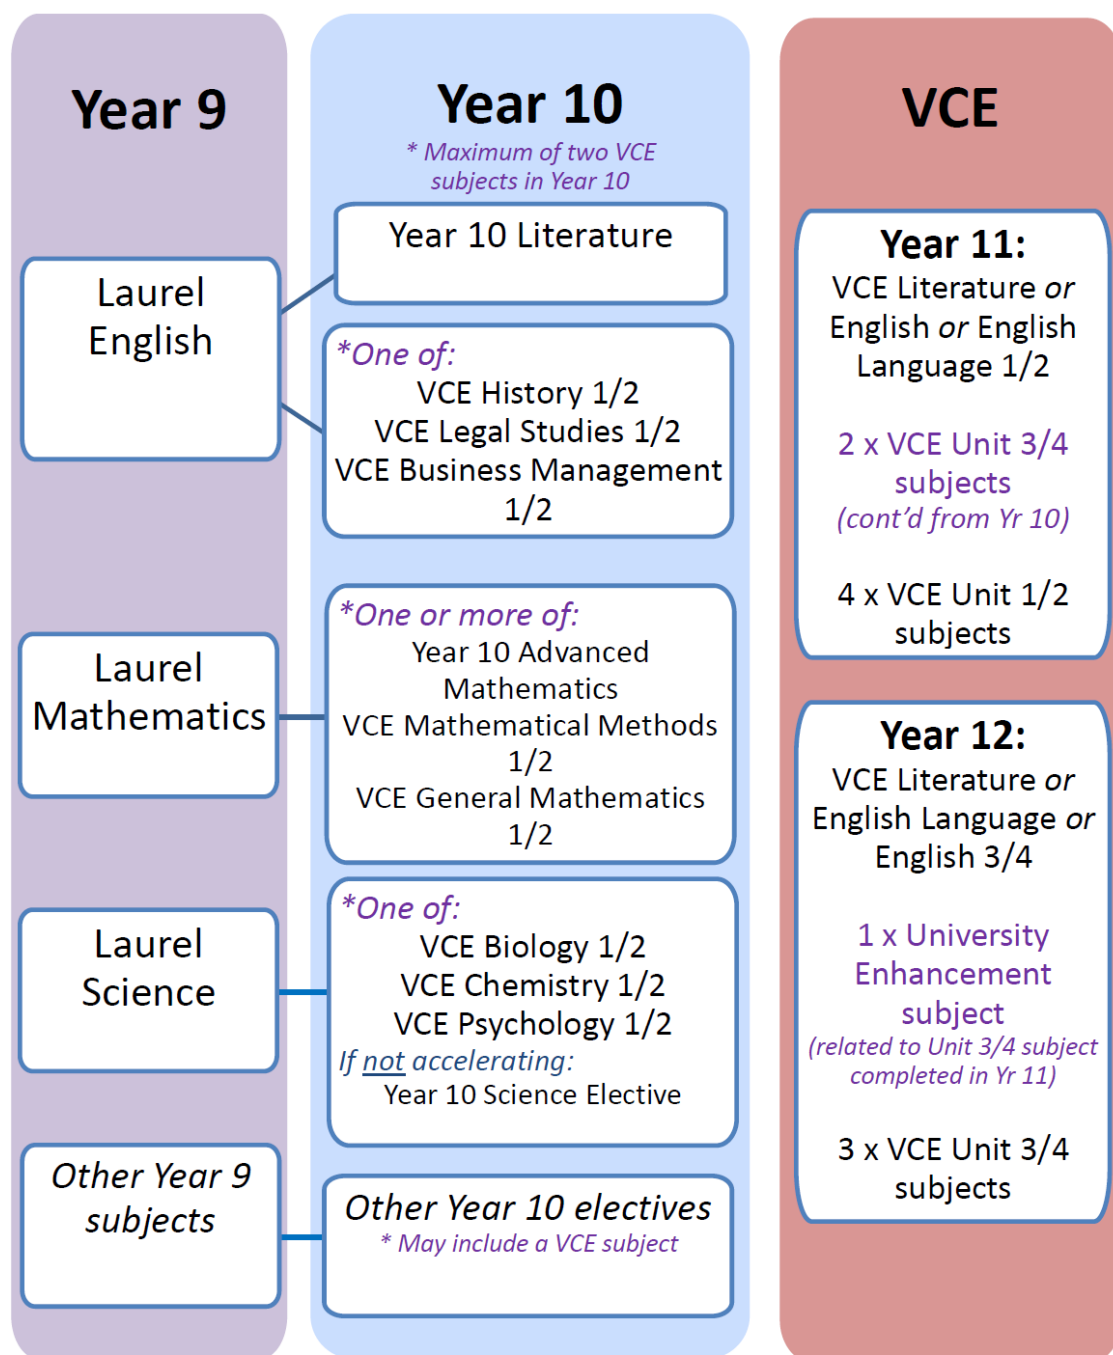 Year 9
Laurel
English
Laurel
Mathematics
Laurel
Science
Other Year 9
subjects
Year 10
* Maximum of two VCE
subjects in Year 10
Year 10 Literature
*One of:
VCE History 1/2
VCE Legal Studies 1/2
VCE Business Management
1/2
*One or more of:
Year 10 Advanced
Mathematics
VCE Mathematical Methods
1/2
VCE General Mathematics
1/2
*One of:
VCE Biology 1/2
VCE Chemistry 1/2
VCE Psychology 1/2
If not accelerating:
Year 10 Science Elective
Other Year 10 electives
* May include a VCE subject
VCE
Year 11:
VCE Literature or
English or English
Language 1/2
2 x VCE Unit 3/4
subjects
(cont’d from Yr 10)
4 x VCE Unit 1/2
subjects
Year 12:
VCE Literature or
English Language or
English 3/4
1 x University
Enhancement
subject
(related to Unit 3/4 subject
completed in Yr 11)
3 x VCE Unit 3/4
subjects